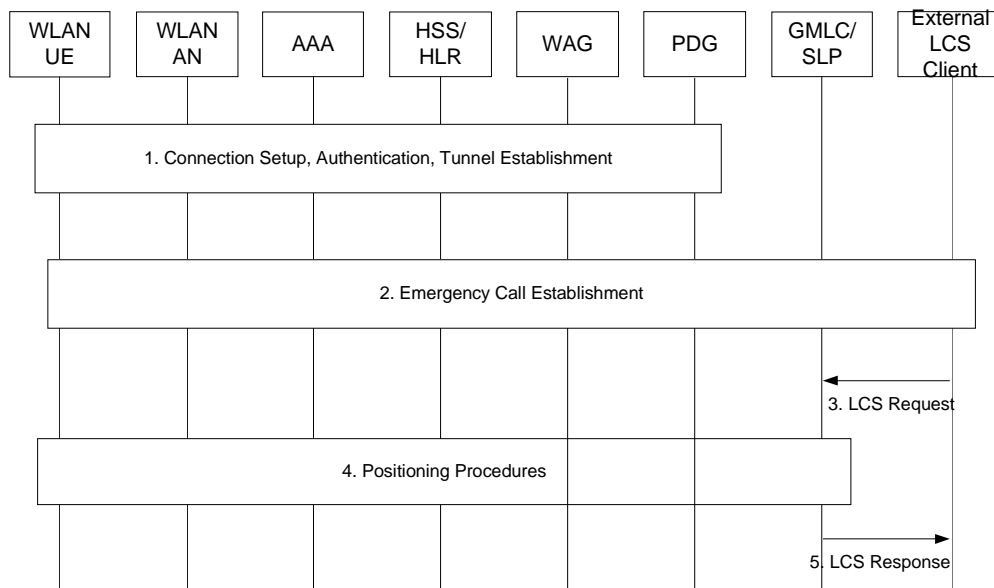 WLAN
UE
WLAN
AN
AAA
HSS/
HLR
WAG
PDG
GMLC/
SLP
External
LCS
Client
1. Connection Setup, Authentication, Tunnel Establishment
2. Emergency Call Establishment
3. LCS Request
4. Positioning Procedures
5. LCS Response